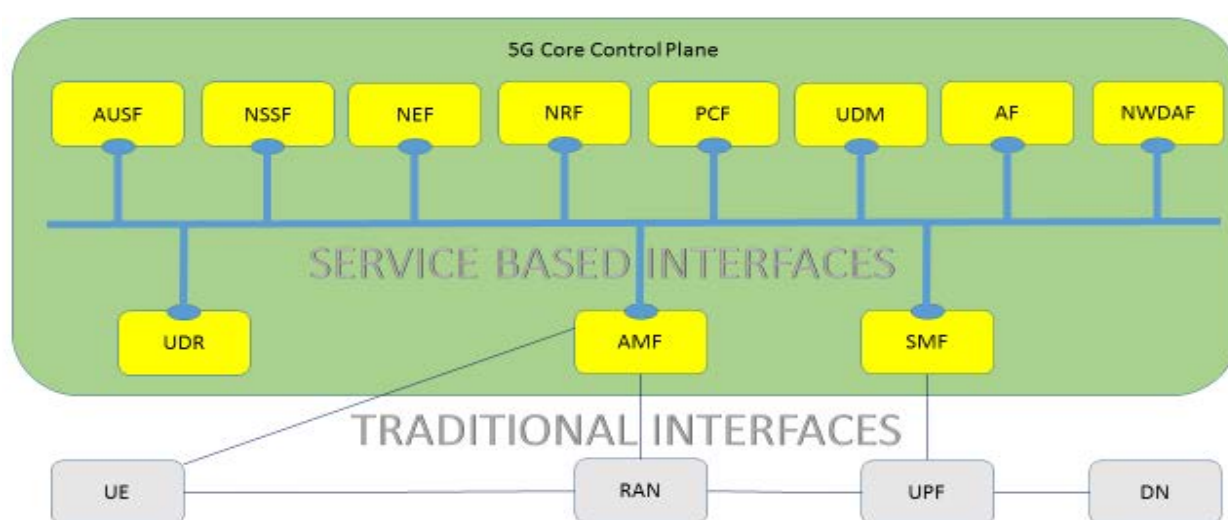 5G Core Control Plane
AUSF
NSSF
NEF
NRF
PCF
UDM
AF
NWDAF
SERVICE BASED INTERFACES
UDR
AMF
SMF
TRADITIONAL INTERFACES
UE
RAN
UPF
DN